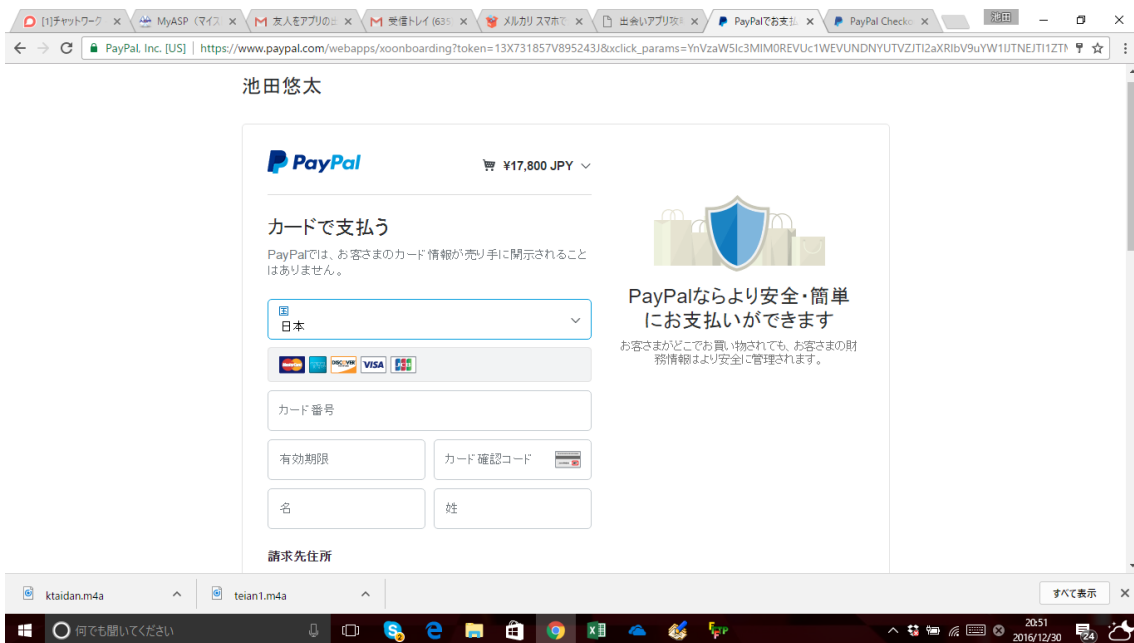 [1]チャットワーク
MyASP（マイス
友人をアプリの
受信トレイ (635
メルカリ スマホで
出会いアプリ攻
PayPalでお支
PayPal Checko
池田
PayPal, Inc. [US]
https://www.paypal.com/webapps/xoonboarding?token=13X731857V895243J&xclick_params=YnVzaW5lc3MlM0REVUc1WEVUNDNYUTVZJTI2aXRlbV9uYW1lJTNEJTI1ZTN
池田悠太
PayPal
¥17,800 JPY
カードで支払う
PayPalでは、お客さまのカード情報が売り手に開示されること
はありません。
国
日本
MasterCard
DISCOVER
VISA
JCB
カード番号
有効期限
カード確認コード
名
姓
請求先住所
PayPalならより安全・簡単
にお支払いができます
お客さまがどこでお買い物されても、お客さまの財
務情報はより安全に管理されます。
ktaidan.m4a
teian1.m4a
すべて表示
何でも聞いてください
FFTP
20:51
2016/12/30
24